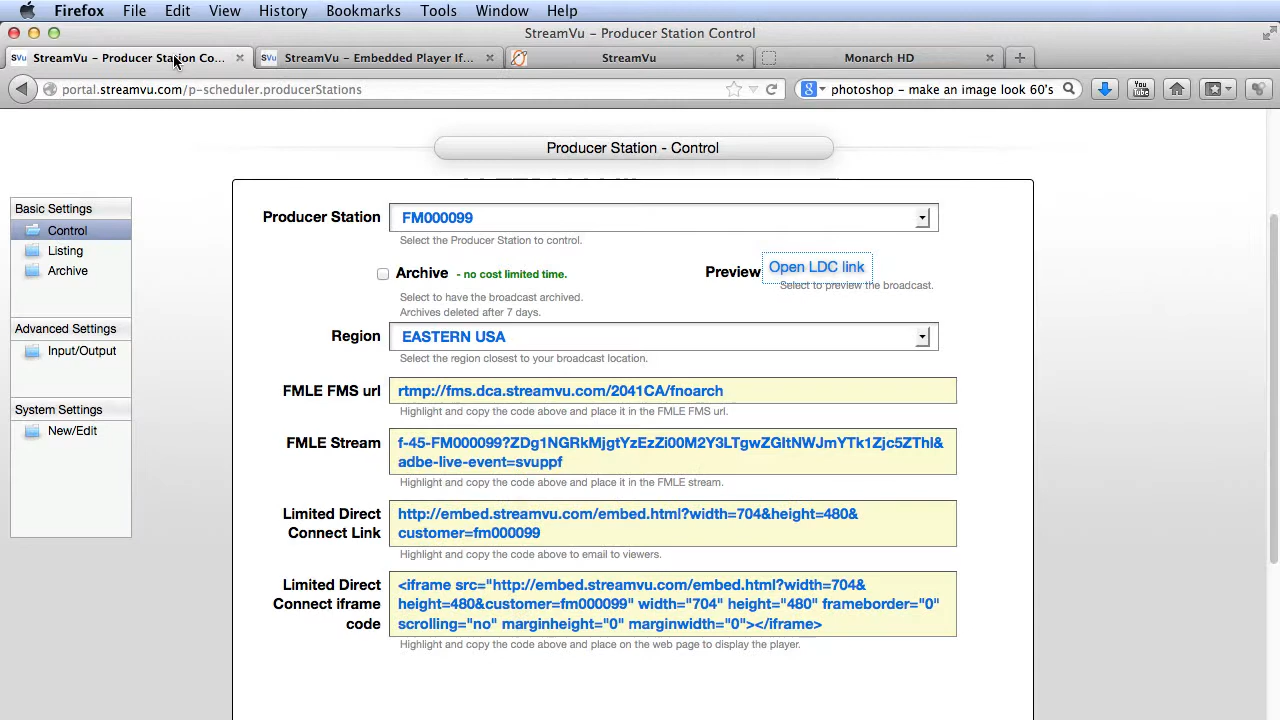 Firefox File Edit View History Bookmarks Tools Window Help
StreamVu – Producer Station Control
SVu StreamVu – Producer Station Co... SVu StreamVu – Embedded Player If... StreamVu Monarch HD
portal.streamvu.com/p-scheduler.producerStations photoshop - make an image look 60's You Tube
Producer Station - Control
Basic Settings
Control
Listing
Archive
Advanced Settings
Input/Output
System Settings
New/Edit
Producer Station FM000099
Select the Producer Station to control.
Archive - no cost limited time.
Select to have the broadcast archived.
Archives deleted after 7 days.
Preview Open LDC link
Select to preview the broadcast.
Region EASTERN USA
Select the region closest to your broadcast location.
FMLE FMS url rtmp://fms.dca.streamvu.com/2041CA/fnoarch
Highlight and copy the code above and place it in the FMLE FMS url.
FMLE Stream f-45-FM000099?ZDg1NGRkMjgtYzEzZi00M2Y3LTgwZGItNWJmYTk1Zjc5ZThl&
adbe-live-event=svuppf
Highlight and copy the code above and place it in the FMLE stream.
Limited Direct http://embed.streamvu.com/embed.html?width=704&height=480&
Connect Link customer=fm000099
Highlight and copy the code above to email to viewers.
Limited Direct <iframe src="http://embed.streamvu.com/embed.html?width=704&
Connect iframe height=480&customer=fm000099" width="704" height="480" frameborder="0"
code scrolling="no" marginheight="0" marginwidth="0"></iframe>
Highlight and copy the code above and place on the web page to display the player.